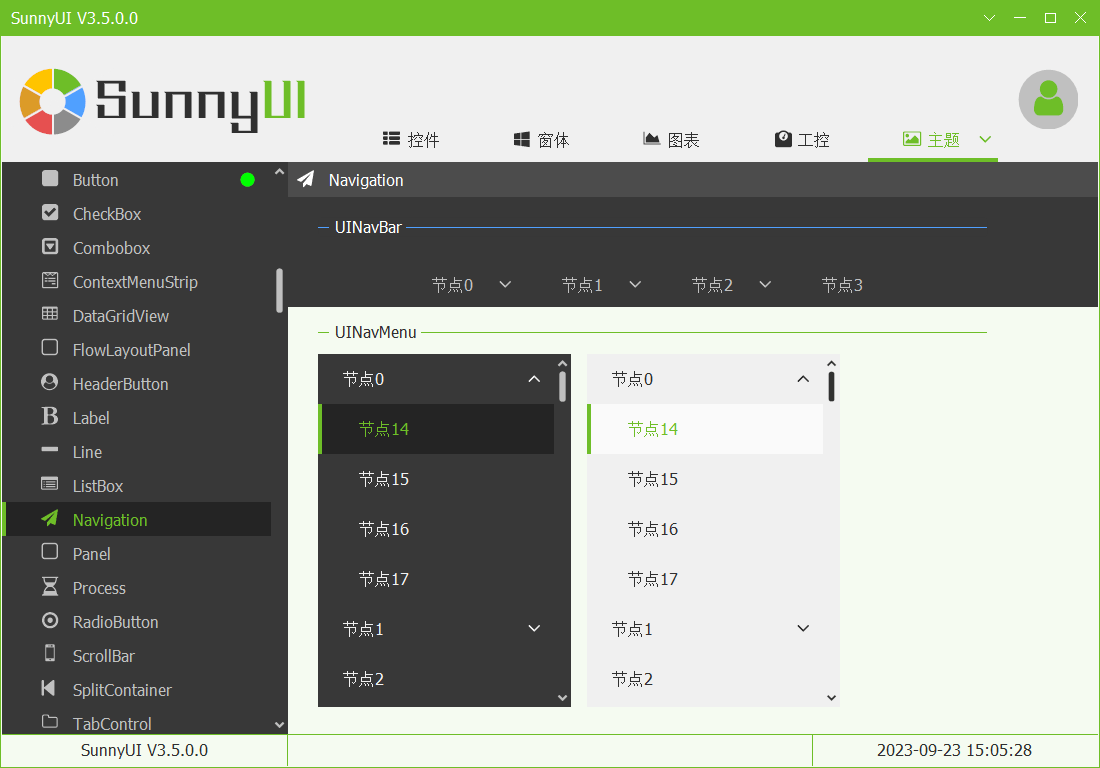 SunnyUI V3.5.0.0
SunnyUI
控件 窗体 图表 工控 主题
Button
CheckBox
Combobox
ContextMenuStrip
DataGridView
FlowLayoutPanel
HeaderButton
Label
Line
ListBox
Navigation
Panel
Process
RadioButton
ScrollBar
SplitContainer
TabControl
Navigation
UINavBar
节点0 节点1 节点2 节点3
UINavMenu
节点0
节点14
节点15
节点16
节点17
节点1
节点2
节点0
节点14
节点15
节点16
节点17
节点1
节点2
SunnyUI V3.5.0.0
2023-09-23 15:05:28